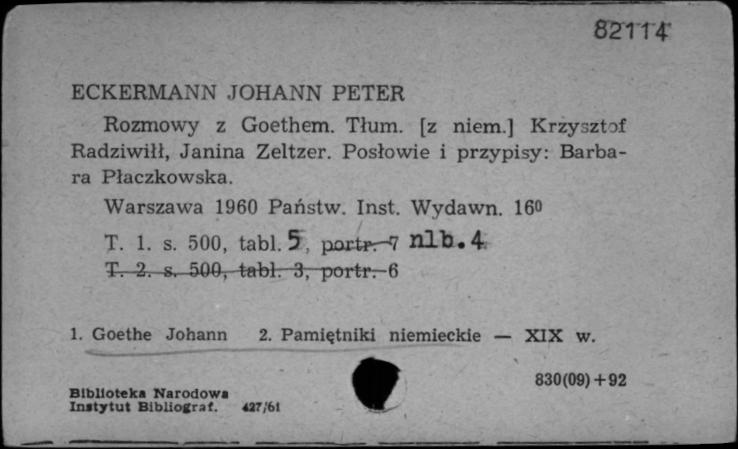 82114
ECKERMANN JOHANN PETER
Rozmowy z Goethem. Tłum. [z niem.] Krzysztof
Radziwiłł, Janina Zeltzer. Posłowie i przypisy: Barba-
ra Płaczkowska.
Warszawa 1960 Państw. Inst. Wydawn. 16⁰
T. 1. s. 500, tabl. 5, portr. 7 nlb. 4
T. 2. s. 500, tabl. 3, portr. 6
1. Goethe Johann 2. Pamiętniki niemieckie — XIX w.
830(09)+92
Biblioteka Narodowa
Instytut Bibliograf. 427/61